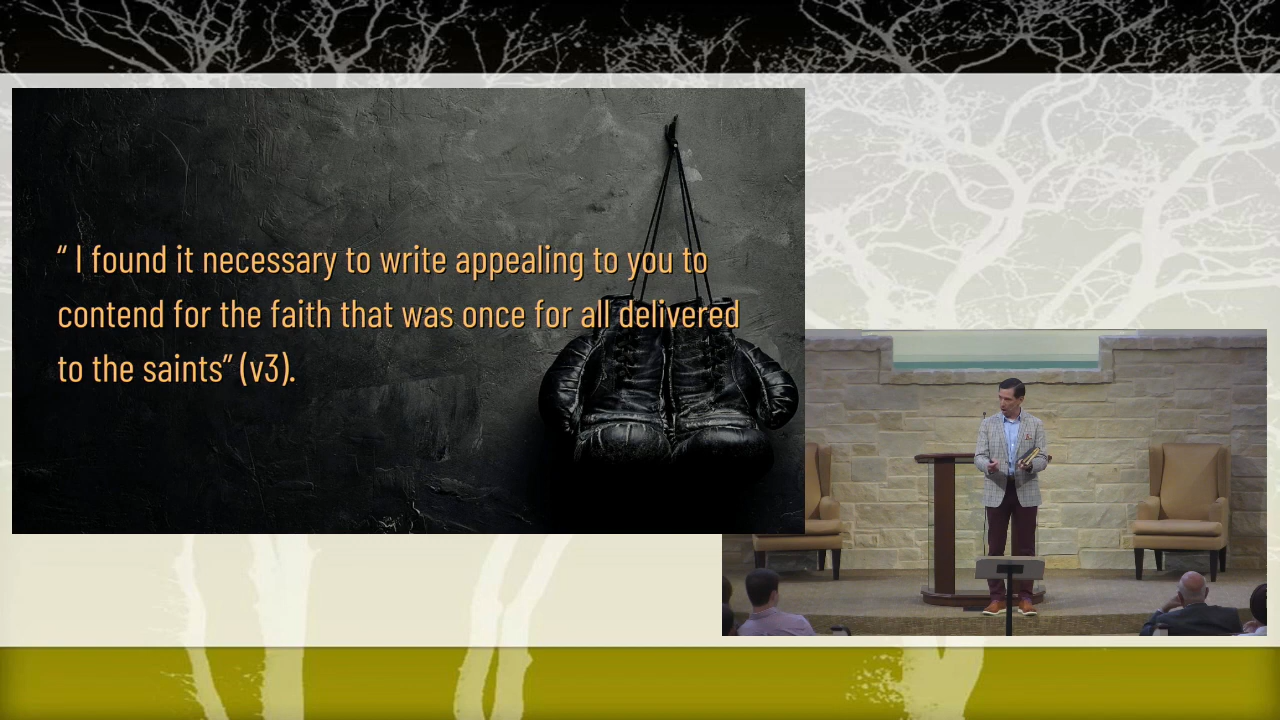 “ I found it necessary to write appealing to you to
contend for the faith that was once for all delivered
to the saints” (v3).